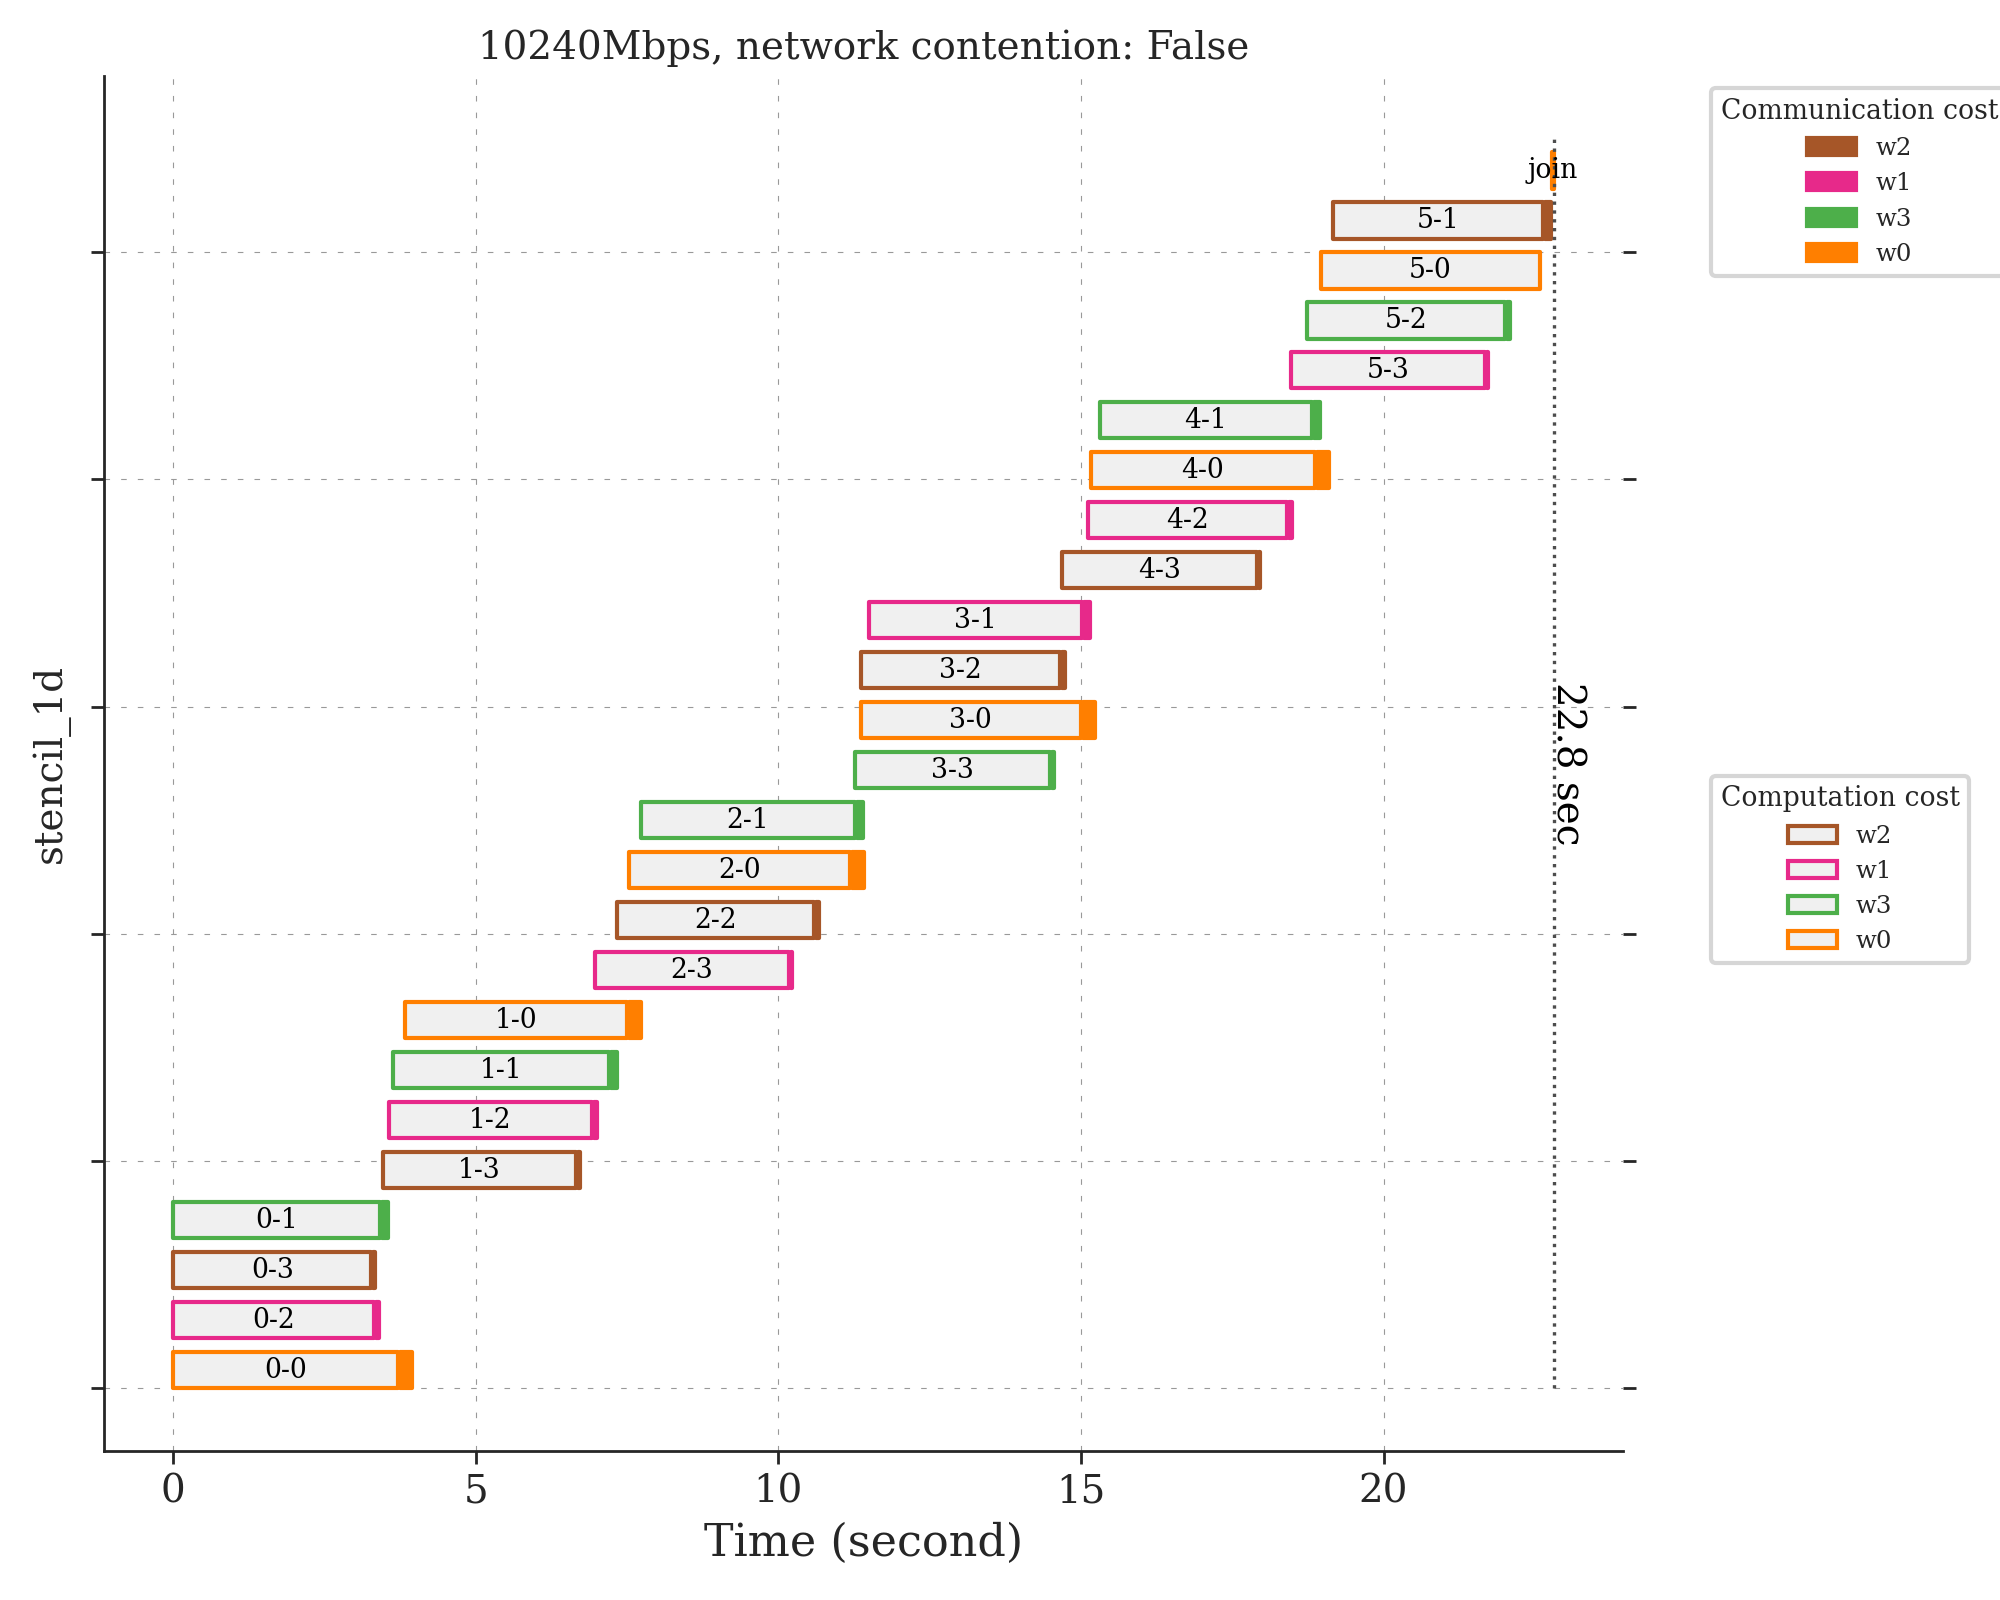 10240Mbps, network contention: False
Communication cost
w2
w1
w3
w0
join
5-1
5-0
5-2
5-3
4-1
4-0
4-2
4-3
3-1
3-2
3-0
3-3
2-1
2-0
2-2
2-3
1-0
1-1
1-2
1-3
0-1
0-3
0-2
0-0
22.8 sec
stencil_1d
Computation cost
w2
w1
w3
w0
0 5 10 15 20
Time (second)